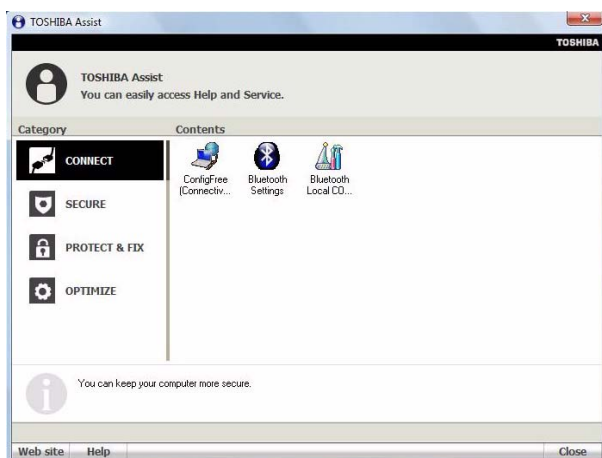 TOSHIBA Assist
TOSHIBA
TOSHIBA Assist
You can easily access Help and Service.
Category
Contents
CONNECT
SECURE
PROTECT & FIX
OPTIMIZE
ConfigFree
(Connectiv...
Bluetooth
Settings
Bluetooth
Local CO...
You can keep your computer more secure.
Web site
Help
Close